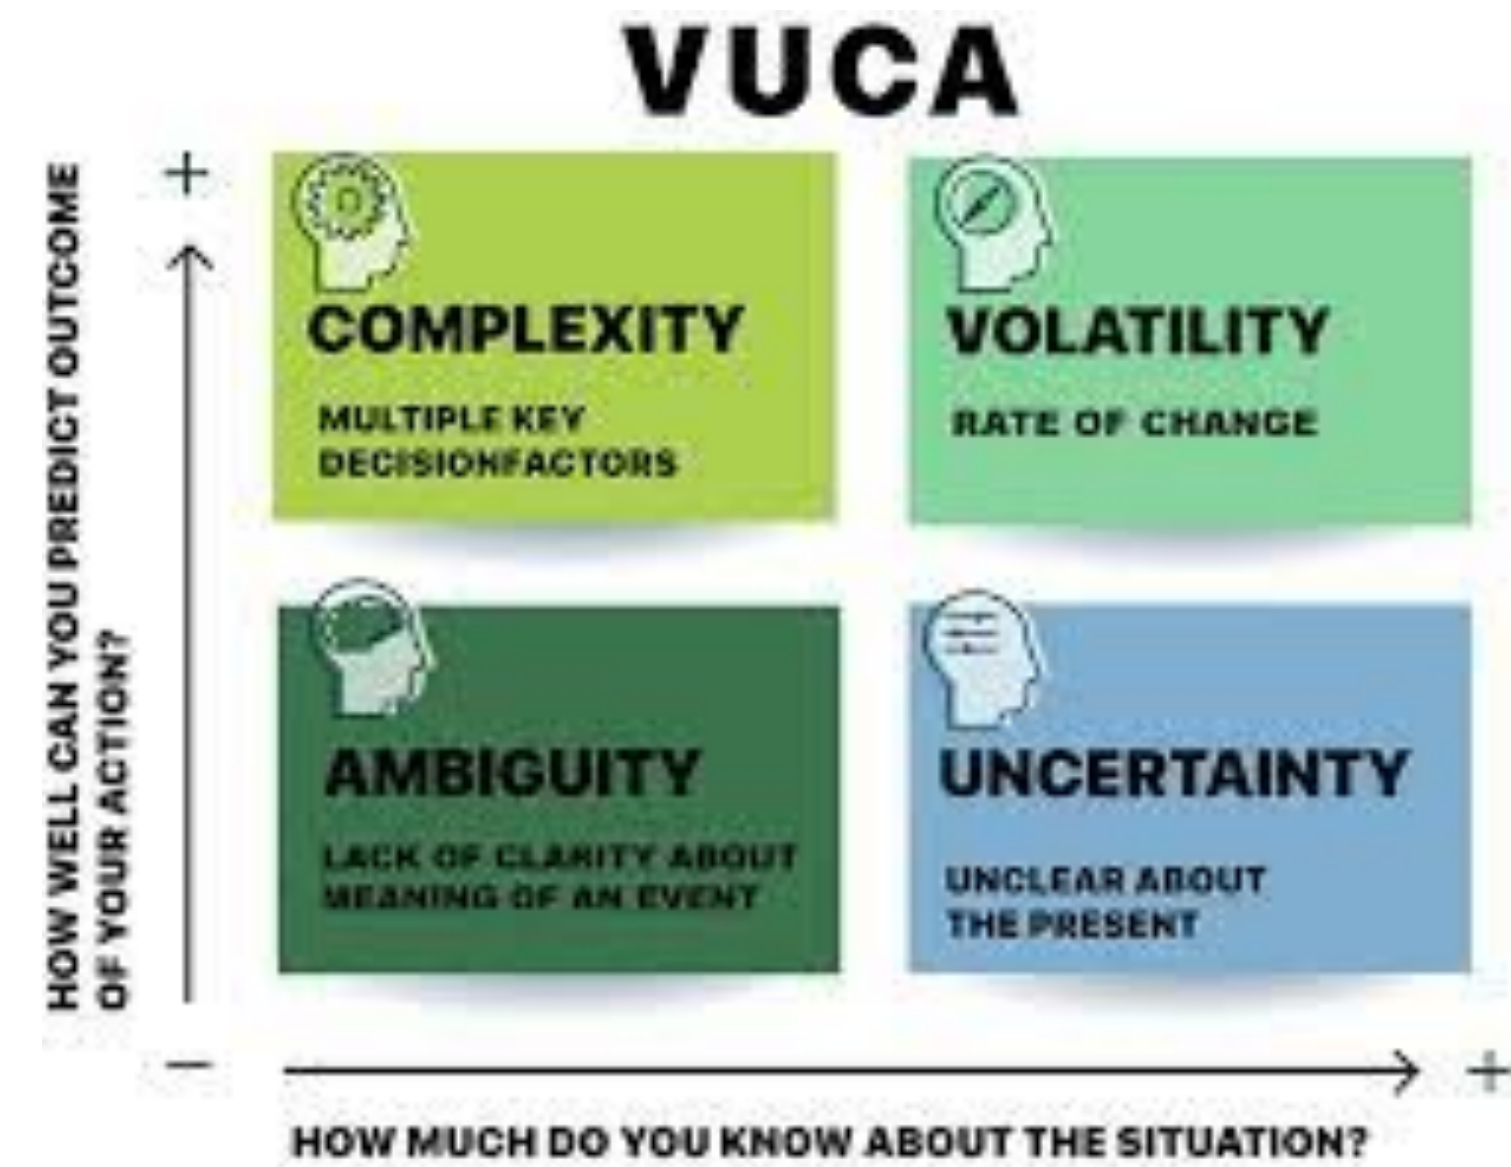 VUCA
+
HOW WELL CAN YOU PREDICT OUTCOME
OF YOUR ACTION?
COMPLEXITY
MULTIPLE KEY
DECISIONFACTORS
VOLATILITY
RATE OF CHANGE
AMBIGUITY
LACK OF CLARITY ABOUT
MEANING OF AN EVENT
UNCERTAINTY
UNCLEAR ABOUT
THE PRESENT
—
+
HOW MUCH DO YOU KNOW ABOUT THE SITUATION?